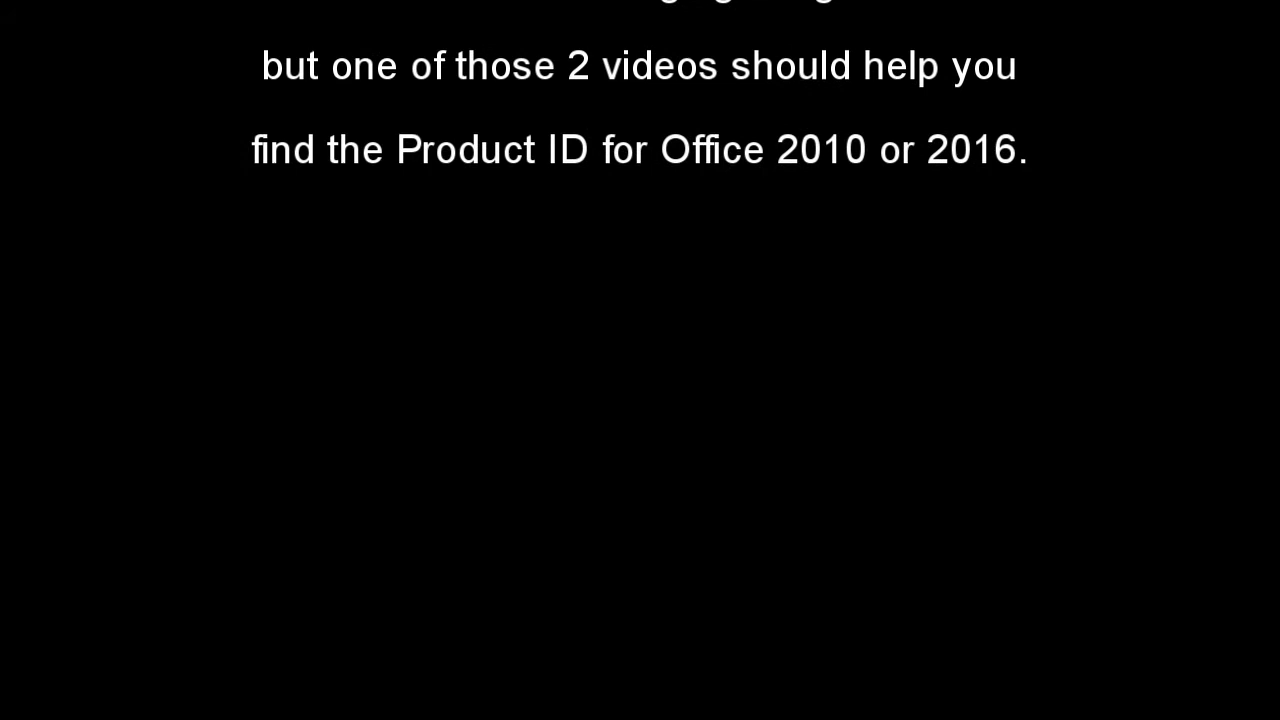 but one of those 2 videos should help you
find the Product ID for Office 2010 or 2016.